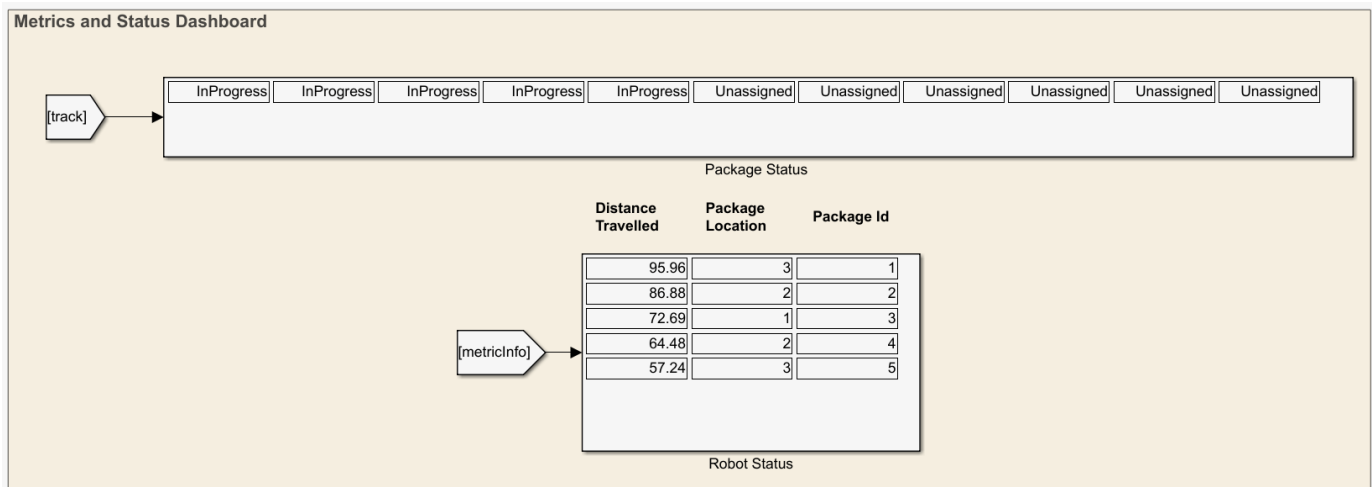 Metrics and Status Dashboard
[track]
InProgress InProgress InProgress InProgress InProgress Unassigned Unassigned Unassigned Unassigned Unassigned Unassigned
Package Status
Distance Travelled Package Location Package Id
95.96 3 1
86.88 2 2
72.69 1 3
[metricInfo]
64.48 2 4
57.24 3 5
Robot Status